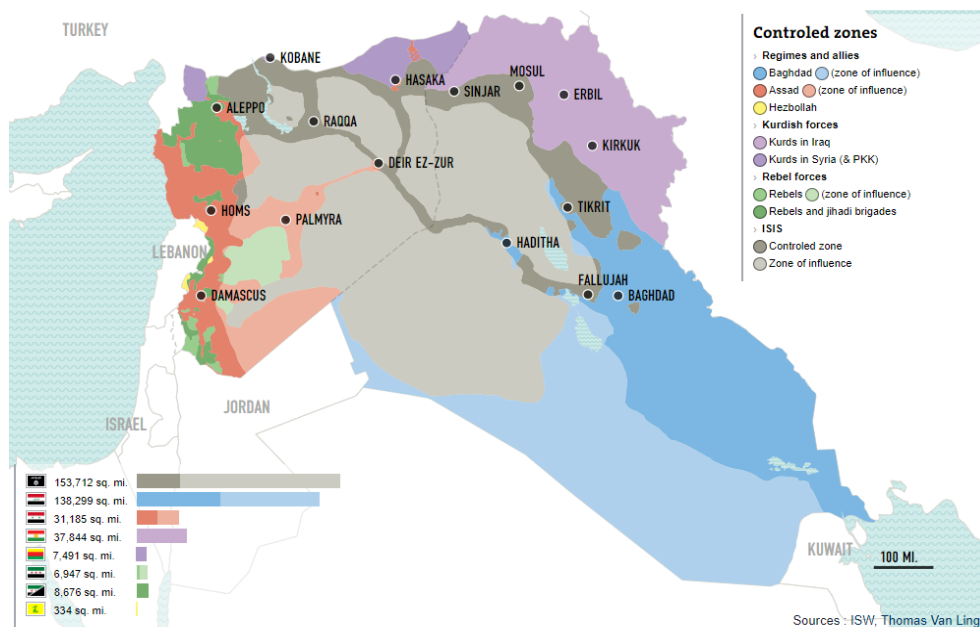 TURKEY
KOBANE
HASAKA
SINJAR
MOSUL
ERBIL
ALEPPO
RAQQA
KIRKUK
DEIR EZ-ZUR
TIKRIT
HOMS
PALMYRA
HADITHA
LEBANON
FALLUJAH
DAMASCUS
BAGHDAD
JORDAN
ISRAEL
KUWAIT
100 MI.
Controled zones
› Regimes and allies
Baghdad (zone of influence)
Assad (zone of influence)
Hezbollah
› Kurdish forces
Kurds in Iraq
Kurds in Syria (& PKK)
› Rebel forces
Rebels (zone of influence)
Rebels and jihadi brigades
› ISIS
Controled zone
Zone of influence
153,712 sq. mi.
138,299 sq. mi.
31,185 sq. mi.
37,844 sq. mi.
7,491 sq. mi.
6,947 sq. mi.
8,676 sq. mi.
334 sq. mi.
Sources : ISW, Thomas Van Ling